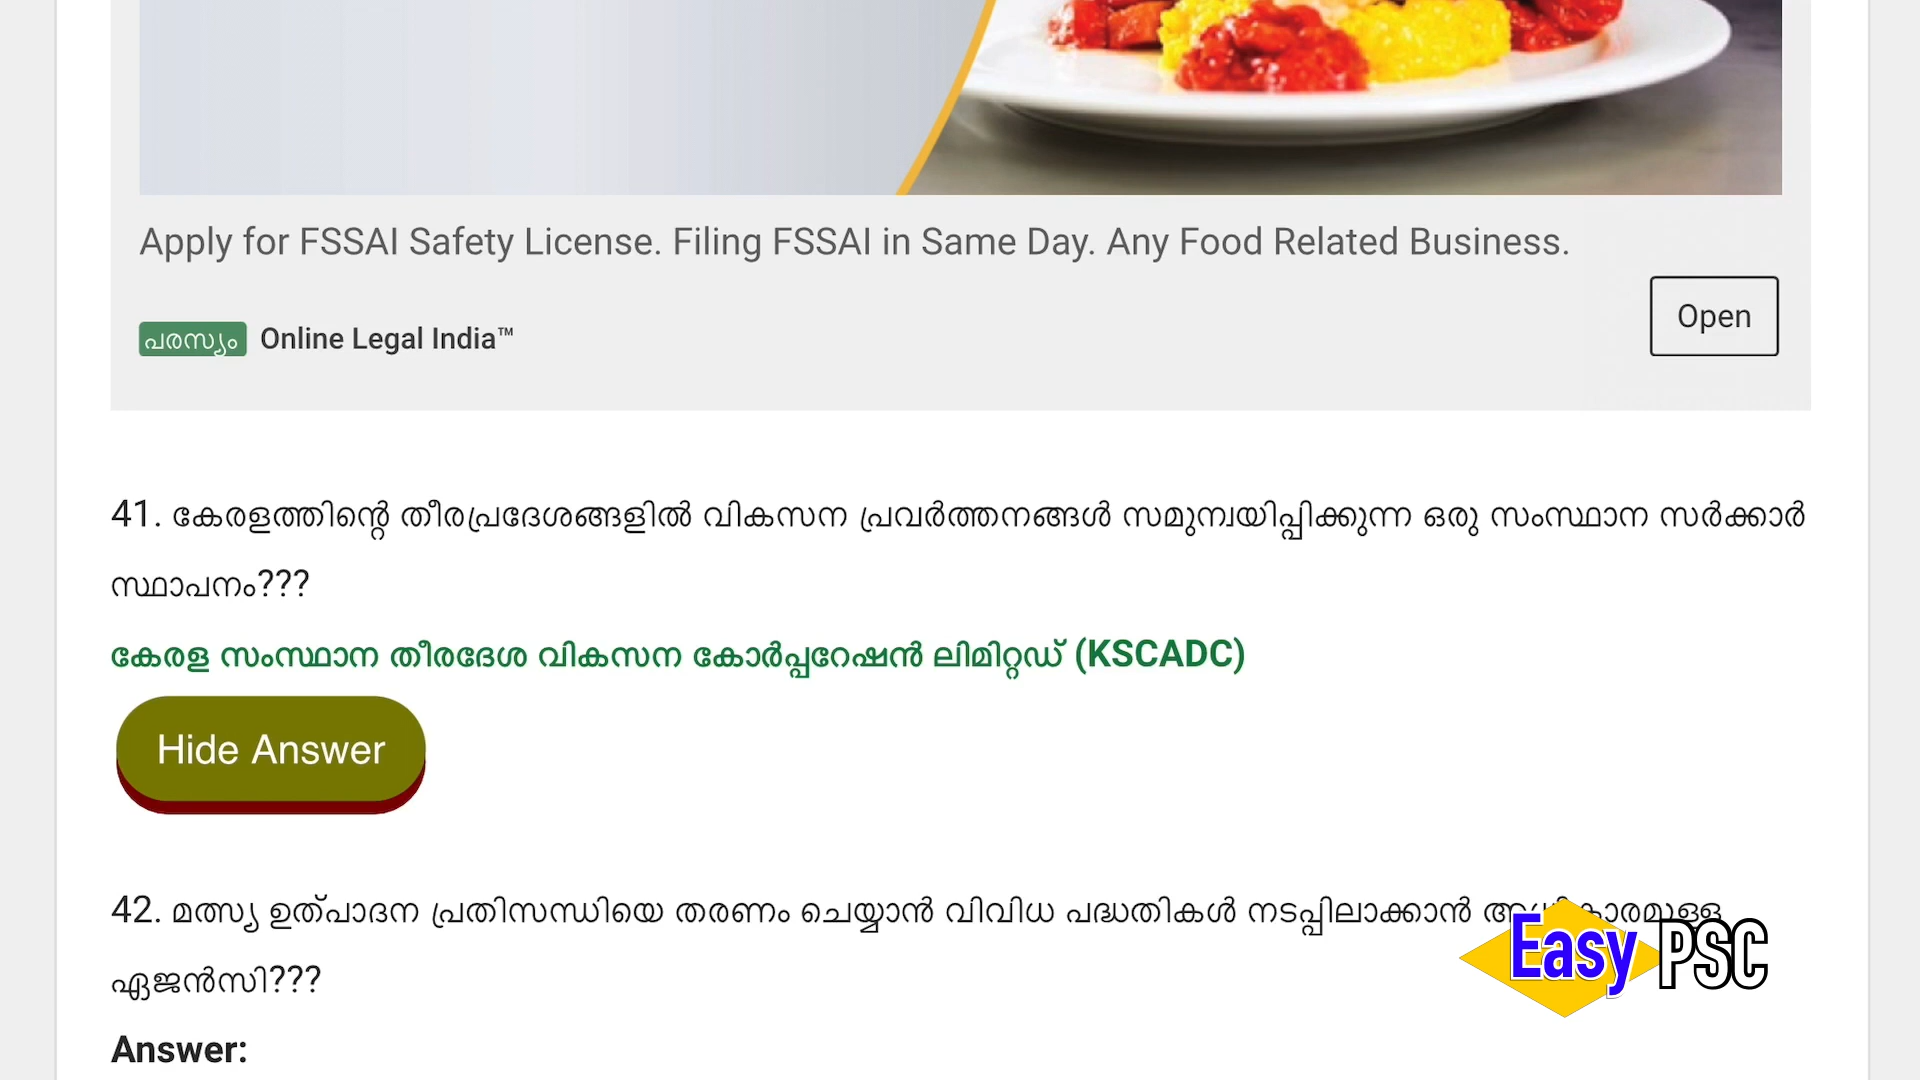 Apply for FSSAI Safety License. Filing FSSAI in Same Day. Any Food Related Business.
Open
പരസ്യം Online Legal India™
41. കേരളത്തിന്റെ തീരപ്രദേശങ്ങളിൽ വികസന പ്രവർത്തനങ്ങൾ സമുന്വയിപ്പിക്കുന്ന ഒരു സംസ്ഥാന സർക്കാർ
സ്ഥാപനം???
കേരള സംസ്ഥാന തീരദേശ വികസന കോർപ്പറേഷൻ ലിമിറ്റഡ് (KSCADC)
Hide Answer
42. മത്സ്യ ഉത്പാദന പ്രതിസന്ധിയെ തരണം ചെയ്യാൻ വിവിധ പദ്ധതികൾ നടപ്പിലാക്കാൻ അധികാരമുള്ള
ഏജൻസി???
Easy PSC
Answer: